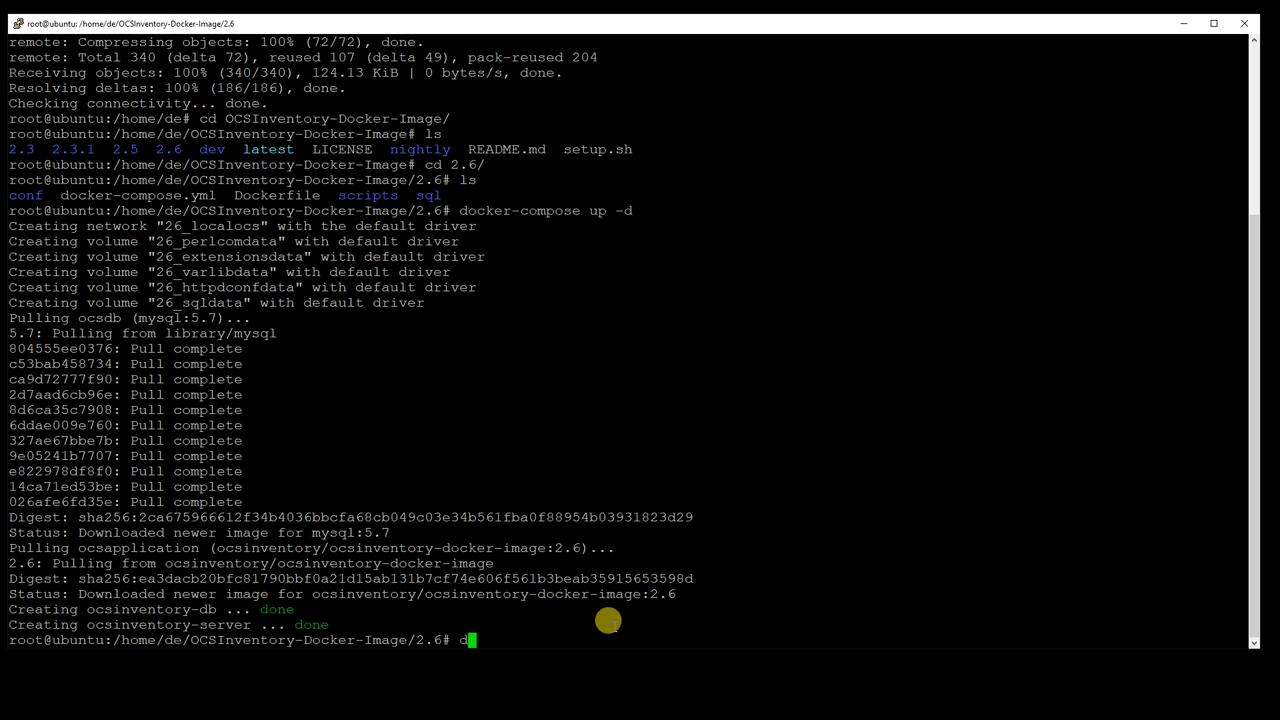 root@ubuntu: /home/de/OCSInventory-Docker-Image/2.6
remote: Compressing objects: 100% (72/72), done.
remote: Total 340 (delta 72), reused 107 (delta 49), pack-reused 204
Receiving objects: 100% (340/340), 124.13 KiB | 0 bytes/s, done.
Resolving deltas: 100% (186/186), done.
Checking connectivity... done.
root@ubuntu:/home/de# cd OCSInventory-Docker-Image/
root@ubuntu:/home/de/OCSInventory-Docker-Image# ls
2.3  2.3.1  2.5  2.6  dev  latest  LICENSE  nightly  README.md  setup.sh
root@ubuntu:/home/de/OCSInventory-Docker-Image# cd 2.6/
root@ubuntu:/home/de/OCSInventory-Docker-Image/2.6# ls
conf  docker-compose.yml  Dockerfile  scripts  sql
root@ubuntu:/home/de/OCSInventory-Docker-Image/2.6# docker-compose up -d
Creating network "26_localocs" with the default driver
Creating volume "26_perlcomdata" with default driver
Creating volume "26_extensionsdata" with default driver
Creating volume "26_varlibdata" with default driver
Creating volume "26_httpdconfdata" with default driver
Creating volume "26_sqldata" with default driver
Pulling ocsdb (mysql:5.7)...
5.7: Pulling from library/mysql
804555ee0376: Pull complete
c53bab458734: Pull complete
ca9d72777f90: Pull complete
2d7aad6cb96e: Pull complete
8d6ca35c7908: Pull complete
6ddae009e760: Pull complete
327ae67bbe7b: Pull complete
9e05241b7707: Pull complete
e822978df8f0: Pull complete
14ca71ed53be: Pull complete
026afe6fd35e: Pull complete
Digest: sha256:2ca675966612f34b4036bbcfa68cb049c03e34b561fba0f88954b03931823d29
Status: Downloaded newer image for mysql:5.7
Pulling ocsapplication (ocsinventory/ocsinventory-docker-image:2.6)...
2.6: Pulling from ocsinventory/ocsinventory-docker-image
Digest: sha256:ea3dacb20bfc81790bbf0a21d15ab131b7cf74e606f561b3beab35915653598d
Status: Downloaded newer image for ocsinventory/ocsinventory-docker-image:2.6
Creating ocsinventory-db ... done
Creating ocsinventory-server ... done
root@ubuntu:/home/de/OCSInventory-Docker-Image/2.6# d